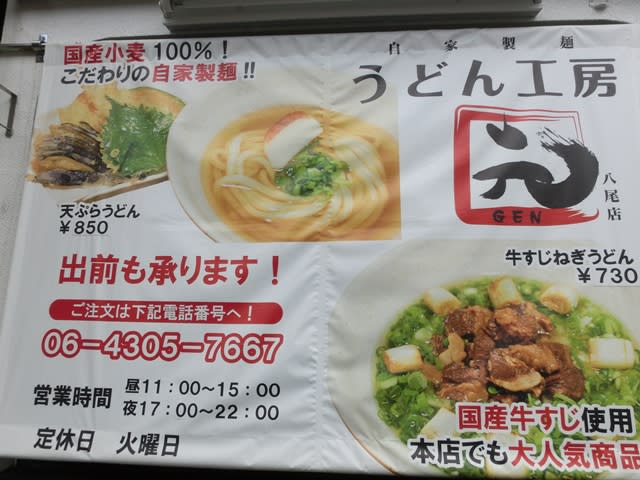 国産小麦100%！
こだわりの自家製麺!!
自家製麺
うどん工房
元
GEN
八尾店
天ぷらうどん
¥850
牛すじねぎうどん
¥730
出前も承ります！
ご注文は下記電話番号へ！
06-4305-7667
営業時間
昼11：00〜15：00
夜17：00〜22：00
定休日 火曜日
国産牛すじ使用
本店でも大人気商品